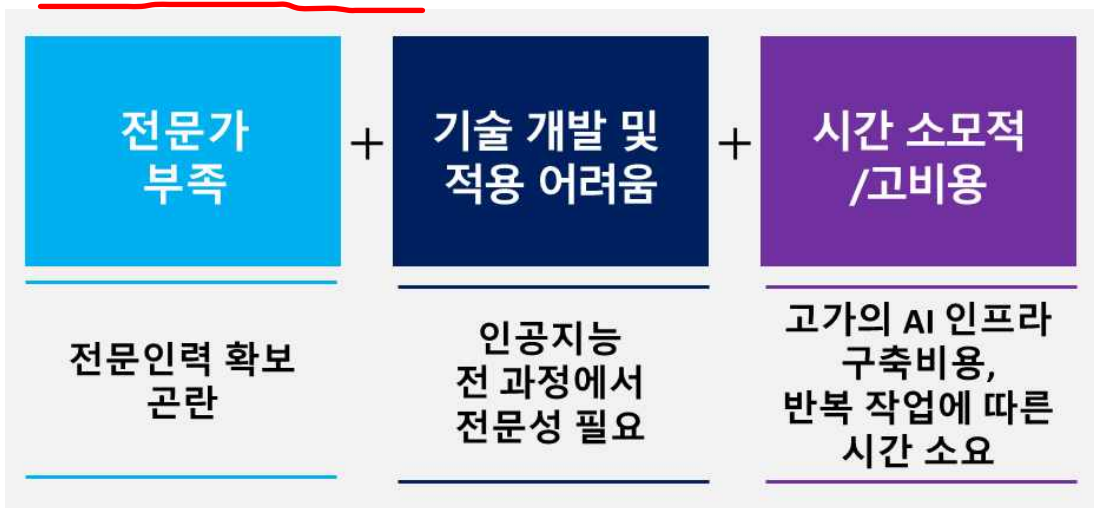 전문가
부족
+
기술 개발 및
적용 어려움
+
시간 소모적
/고비용
전문인력 확보
곤란
인공지능
전 과정에서
전문성 필요
고가의 AI 인프라
구축비용,
반복 작업에 따른
시간 소요